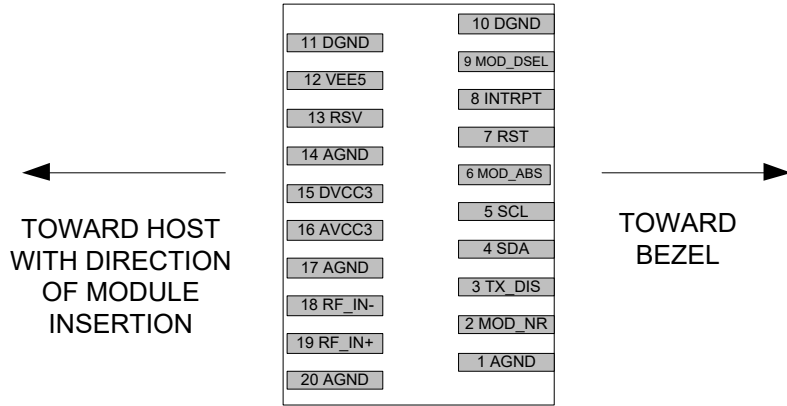 10 DGND
11 DGND
9 MOD_DSEL
12 VEE5
8 INTRPT
13 RSV
7 RST
14 AGND
6 MOD_ABS
15 DVCC3
5 SCL
16 AVCC3
4 SDA
17 AGND
3 TX_DIS
18 RF_IN-
2 MOD_NR
19 RF_IN+
1 AGND
20 AGND
TOWARD HOST
WITH DIRECTION
OF MODULE
INSERTION
TOWARD
BEZEL